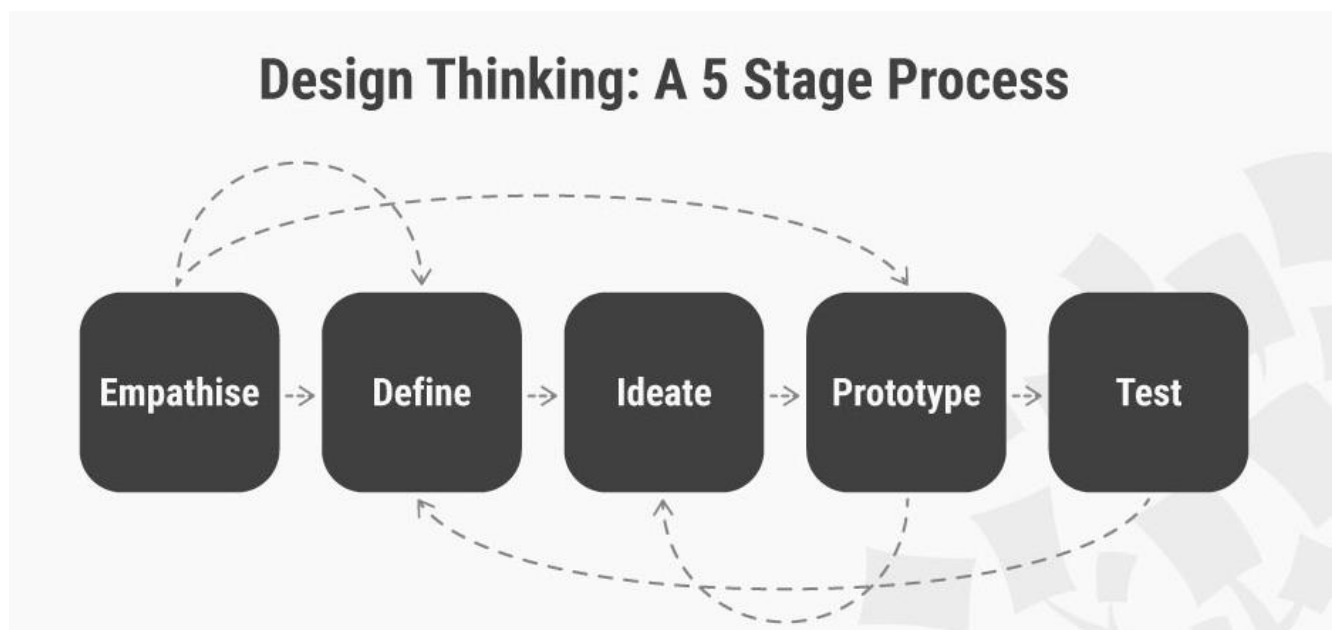 Design Thinking: A 5 Stage Process
Empathise
Define
Ideate
Prototype
Test